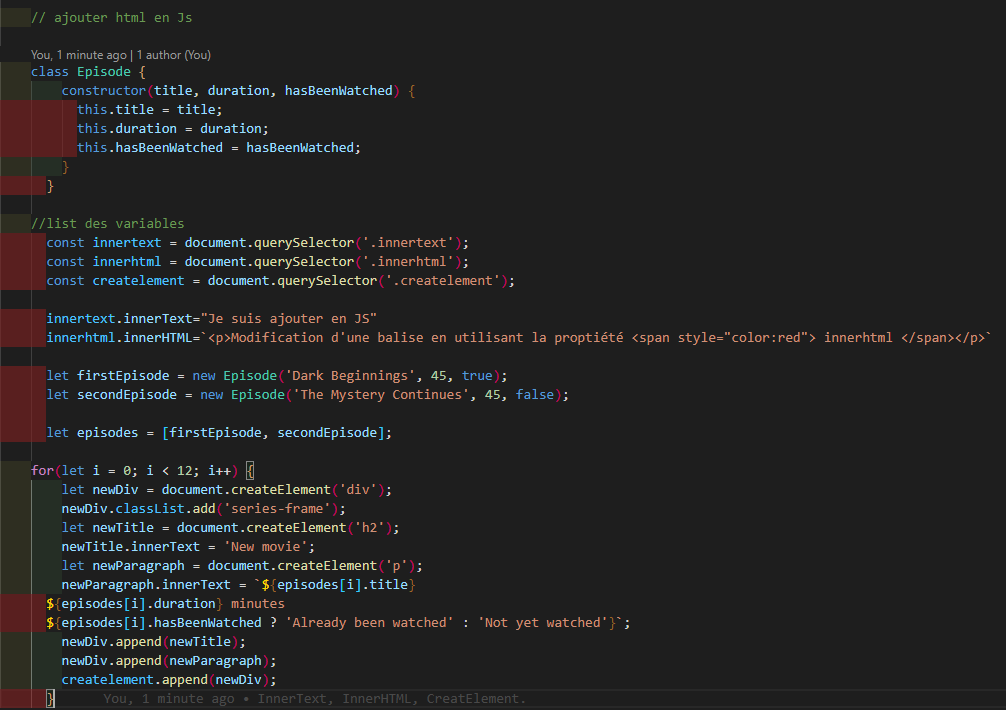 // ajouter html en Js
You, 1 minute ago | 1 author (You)
class Episode {
constructor(title, duration, hasBeenWatched) {
this.title = title;
this.duration = duration;
this.hasBeenWatched = hasBeenWatched;
}
}
//list des variables
const innertext = document.querySelector('.innertext');
const innerhtml = document.querySelector('.innerhtml');
const createlement = document.querySelector('.createlement');
innertext.innerText="Je suis ajouter en JS"
innerhtml.innerHTML=`<p>Modification d'une balise en utilisant la proptiété <span style="color:red"> innerhtml </span></p>`
let firstEpisode = new Episode('Dark Beginnings', 45, true);
let secondEpisode = new Episode('The Mystery Continues', 45, false);
let episodes = [firstEpisode, secondEpisode];
for(let i = 0; i < 12; i++) {
let newDiv = document.createElement('div');
newDiv.classList.add('series-frame');
let newTitle = document.createElement('h2');
newTitle.innerText = 'New movie';
let newParagraph = document.createElement('p');
newParagraph.innerText = `${episodes[i].title}
${episodes[i].duration} minutes
${episodes[i].hasBeenWatched ? 'Already been watched' : 'Not yet watched'}`;
newDiv.append(newTitle);
newDiv.append(newParagraph);
createlement.append(newDiv);
} You, 1 minute ago • InnerText, InnerHTML, CreatElement.